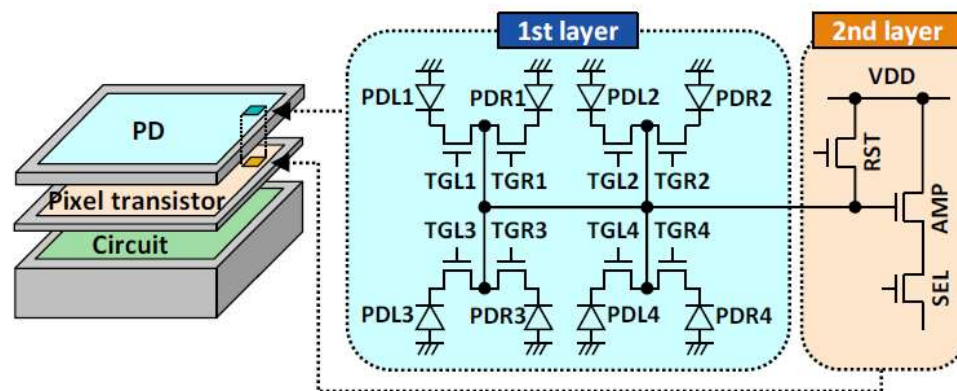 1st layer
2nd layer
VDD
PDL1 PDR1 PDL2 PDR2
PD
RST
TGL1 TGR1 TGL2 TGR2
Pixel transistor
AMP
TGL3 TGR3 TGL4 TGR4
Circuit
SEL
PDL3 PDR3 PDL4 PDR4